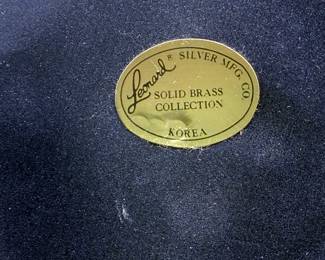 Leonard® SILVER MFG. CO.
SOLID BRASS
COLLECTION
KOREA